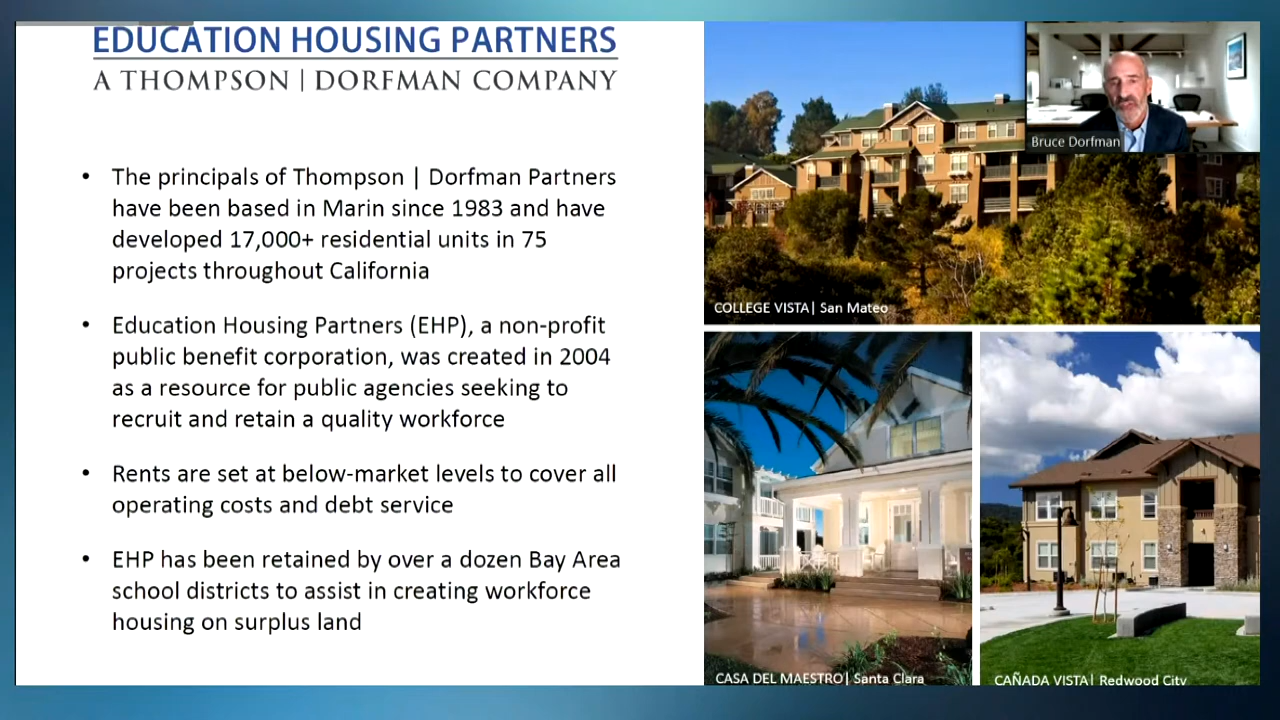 EDUCATION HOUSING PARTNERS
A THOMPSON | DORFMAN COMPANY
• The principals of Thompson | Dorfman Partners
have been based in Marin since 1983 and have
developed 17,000+ residential units in 75
projects throughout California
• Education Housing Partners (EHP), a non-profit
public benefit corporation, was created in 2004
as a resource for public agencies seeking to
recruit and retain a quality workforce
• Rents are set at below-market levels to cover all
operating costs and debt service
• EHP has been retained by over a dozen Bay Area
school districts to assist in creating workforce
housing on surplus land
Bruce Dorfman
COLLEGE VISTA| San Mateo
CASA DEL MAESTRO| Santa Clara
CAÑADA VISTA| Redwood City